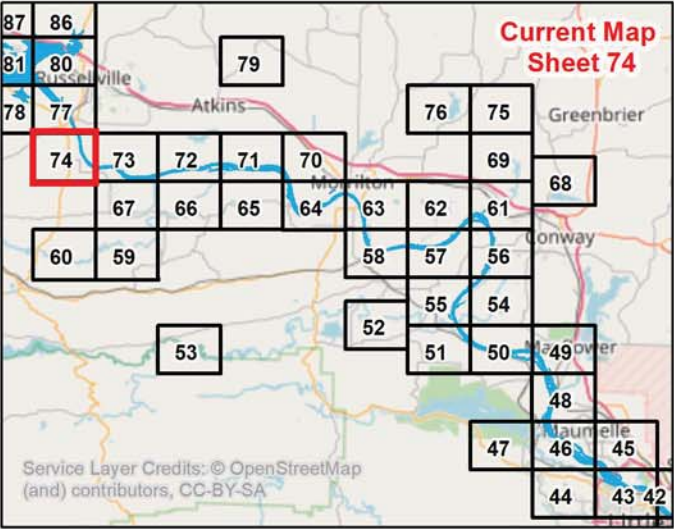 87 86
Current Map
Sheet 74
81 80 79
Russellville
Atkins
78 77 76 75
Greenbrier
74 73 72 71 70 69
Morrilton
68
67 66 65 64 63 62 61
Conway
60 59 58 57 56
55 54
52
53 51 50 49
Mayflower
48
Maumelle
47 46 45
Service Layer Credits: © OpenStreetMap
(and) contributors, CC-BY-SA
44 43 42